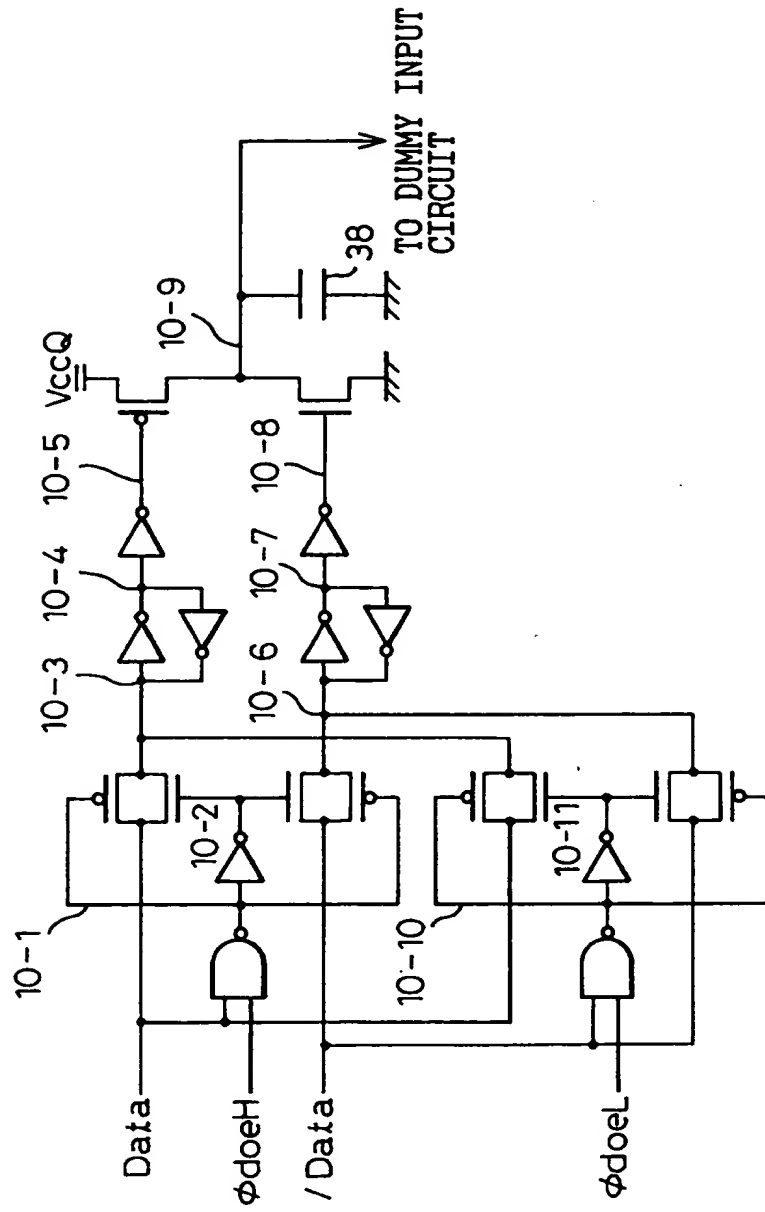 Data
ϕdoeH
/Data
ϕdoeL
10-1
10-2
10-3
10-4
10-5
10-6
10-7
10-8
10-9
10-10
10-11
VccQ
38
TO DUMMY INPUT
CIRCUIT